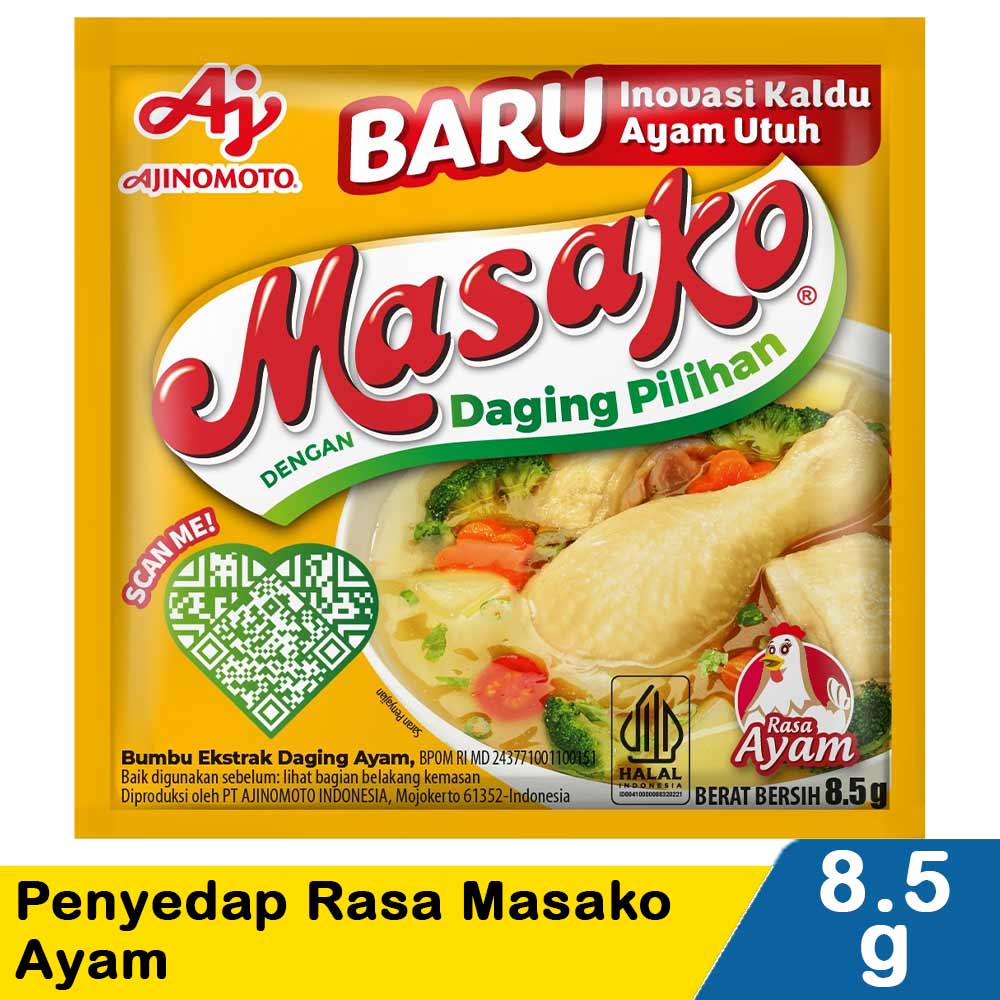 Aj
AJINOMOTO.
BARU
Inovasi Kaldu
Ayam Utuh
Masako®
DENGAN Daging Pilihan
SCAN ME!
Saran Penyajian
Rasa
Ayam
Bumbu Ekstrak Daging Ayam, BPOM RI MD 243771001100151
Baik digunakan sebelum: lihat bagian belakang kemasan
Diproduksi oleh PT AJINOMOTO INDONESIA, Mojokerto 61352-Indonesia
HALAL
INDONESIA
BERAT BERSIH 8.5 g
Penyedap Rasa Masako
Ayam
8.5
g